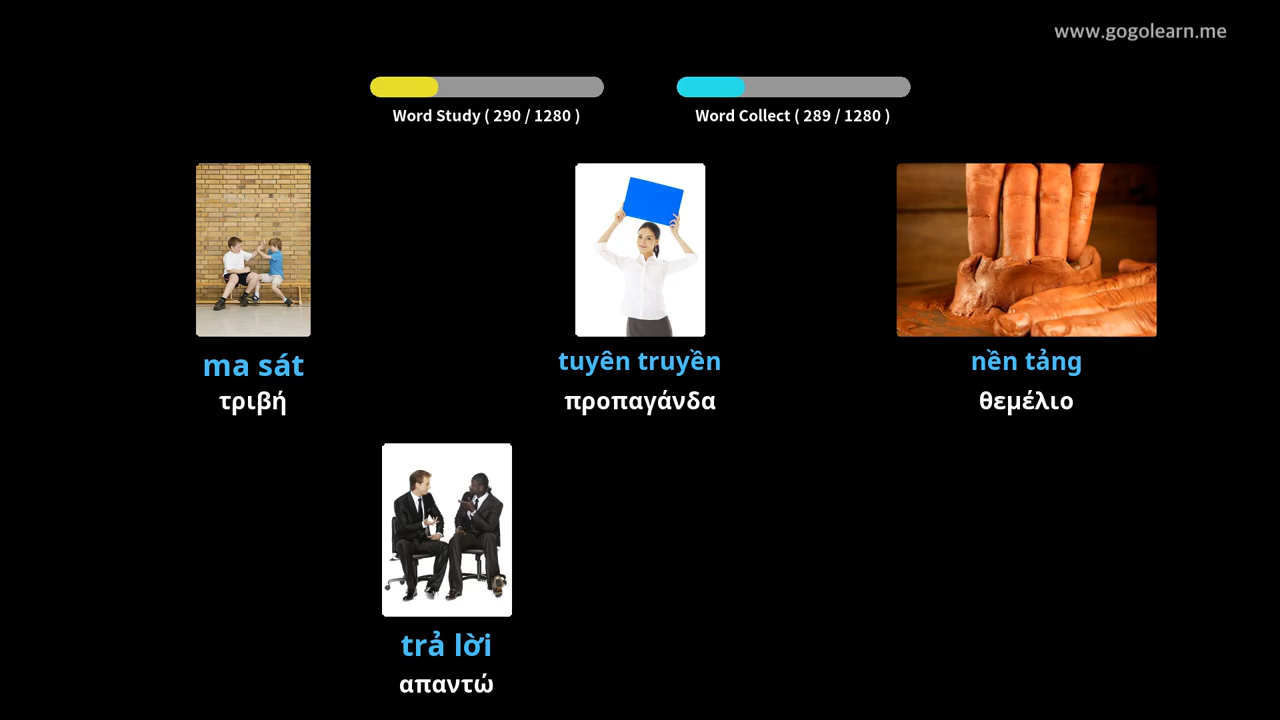 www.gogolearn.me
Word Study ( 290 / 1280 )
Word Collect ( 289 / 1280 )
ma sát
τριβή
tuyên truyền
προπαγάνδα
nền tảng
θεμέλιο
trả lời
απαντώ